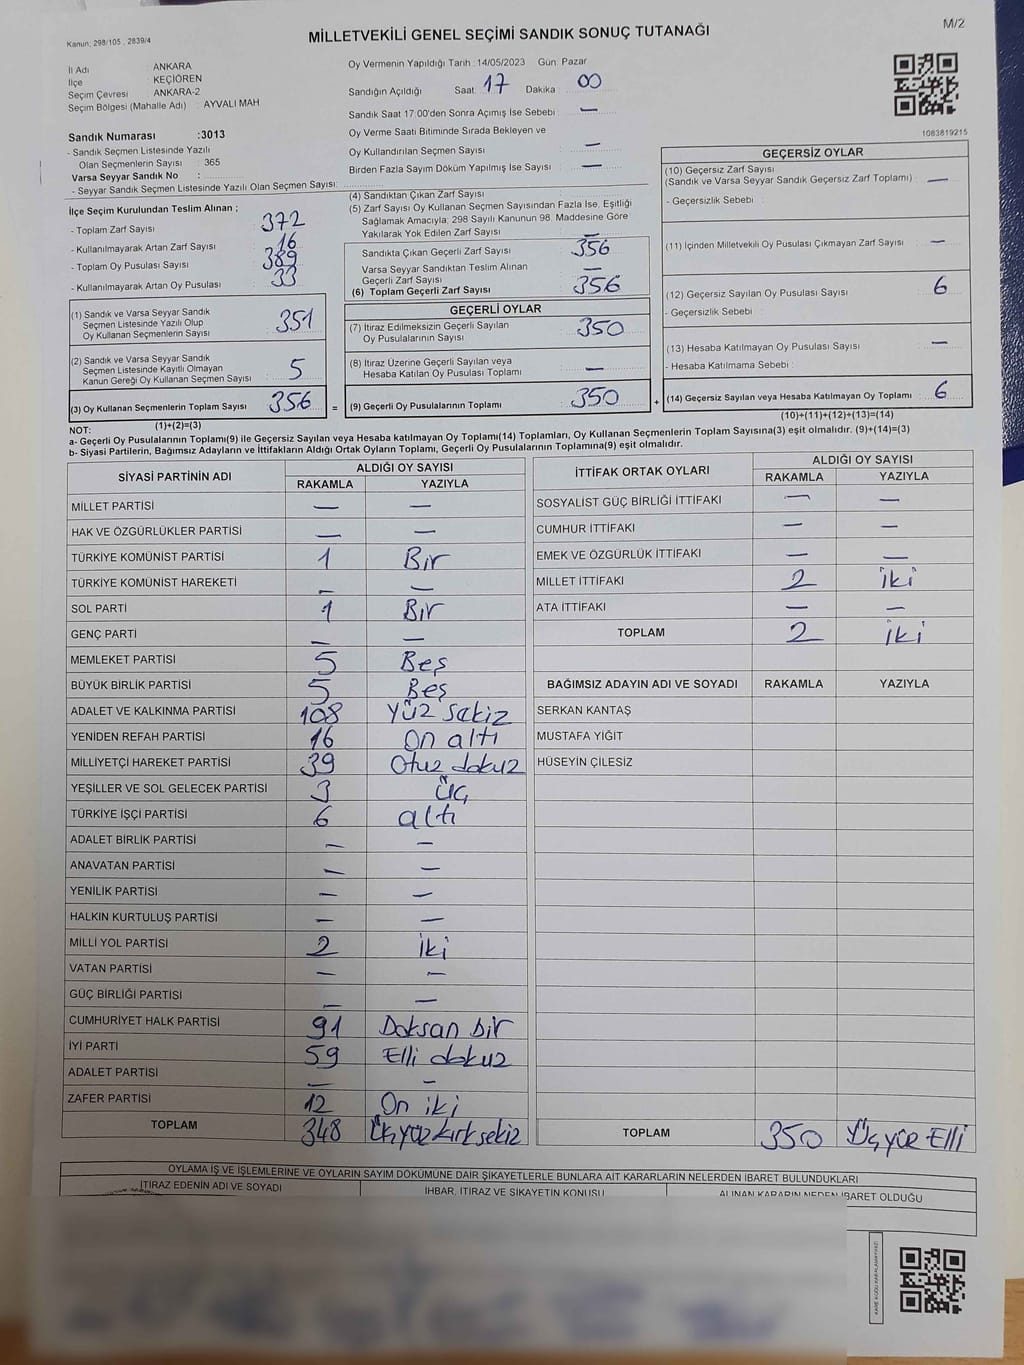 M/2
Kanun; 298/105 , 2839/4
MİLLETVEKİLİ GENEL SEÇİMİ SANDIK SONUÇ TUTANAĞI
İl Adı : ANKARA
İlçe : KEÇİÖREN
Seçim Çevresi : ANKARA-2
Seçim Bölgesi (Mahalle Adı) : AYVALI MAH
Sandık Numarası :3013
- Sandık Seçmen Listesinde Yazılı
Olan Seçmenlerin Sayısı : 365
Varsa Seyyar Sandık No :
- Seyyar Sandık Seçmen Listesinde Yazılı Olan Seçmen Sayısı:
Oy Vermenin Yapıldığı Tarih : 14/05/2023 Gün: Pazar
Sandığın Açıldığı Saat: 17 Dakika : 00
Sandık Saat 17:00'den Sonra Açımış İse Sebebi : —
Oy Verme Saati Bitiminde Sırada Bekleyen ve
Oy Kullandırılan Seçmen Sayısı : —
Birden Fazla Sayım Döküm Yapılmış İse Sayısı : —
1083819215
İlçe Seçim Kurulundan Teslim Alınan ;
- Toplam Zarf Sayısı : 372
- Kullanılmayarak Artan Zarf Sayısı : 16
- Toplam Oy Pusulası Sayısı : 389
- Kullanılmayarak Artan Oy Pusulası : 33
(1) Sandık ve Varsa Seyyar Sandık
Seçmen Listesinde Yazılı Olup
Oy Kullanan Seçmenlerin Sayısı : 351
(2) Sandık ve Varsa Seyyar Sandık
Seçmen Listesinde Kayıtlı Olmayan
Kanun Gereği Oy Kullanan Seçmen Sayısı : 5
(3) Oy Kullanan Seçmenlerin Toplam Sayısı : 356 =
(1)+(2)=(3)
(4) Sandıktan Çıkan Zarf Sayısı :
(5) Zarf Sayısı Oy Kullanan Seçmen Sayısından Fazla İse, Eşitliği
Sağlamak Amacıyla; 298 Sayılı Kanunun 98. Maddesine Göre
Yakılarak Yok Edilen Zarf Sayısı : —
Sandıkta Çıkan Geçerli Zarf Sayısı : 356
Varsa Seyyar Sandıktan Teslim Alınan
Geçerli Zarf Sayısı : —
(6) Toplam Geçerli Zarf Sayısı : 356
GEÇERLİ OYLAR
(7) İtiraz Edilmeksizin Geçerli Sayılan
Oy Pusulalarının Sayısı : 350
(8) İtiraz Üzerine Geçerli Sayılan veya
Hesaba Katılan Oy Pusulası Toplamı : —
(9) Geçerli Oy Pusulalarının Toplamı : 350 +
GEÇERSİZ OYLAR
(10) Geçersiz Zarf Sayısı
(Sandık ve Varsa Seyyar Sandık Geçersiz Zarf Toplamı) : —
- Geçersizlik Sebebi :
(11) İçinden Milletvekili Oy Pusulası Çıkmayan Zarf Sayısı : —
(12) Geçersiz Sayılan Oy Pusulası Sayısı : 6
- Geçersizlik Sebebi :
(13) Hesaba Katılmayan Oy Pusulası Sayısı : —
- Hesaba Katılmama Sebebi :
(14) Geçersiz Sayılan veya Hesaba Katılmayan Oy Toplamı : 6
(10)+(11)+(12)+(13)=(14)
NOT:
a- Geçerli Oy Pusulalarının Toplamı(9) ile Geçersiz Sayılan veya Hesaba katılmayan Oy Toplamı(14) Toplamları, Oy Kullanan Seçmenlerin Toplam Sayısına(3) eşit olmalıdır. (9)+(14)=(3)
b- Siyasi Partilerin, Bağımsız Adayların ve İttifakların Aldığı Ortak Oyların Toplamı, Geçerli Oy Pusulalarının Toplamına(9) eşit olmalıdır.
SİYASİ PARTİNİN ADI ALDIĞI OY SAYISI
RAKAMLA YAZIYLA
MİLLET PARTİSİ — —
HAK VE ÖZGÜRLÜKLER PARTİSİ — —
TÜRKİYE KOMÜNİST PARTİSİ 1 Bir
TÜRKİYE KOMÜNİST HAREKETİ — —
SOL PARTİ 1 Bir
GENÇ PARTİ — —
MEMLEKET PARTİSİ 5 Beş
BÜYÜK BİRLİK PARTİSİ 5 Beş
ADALET VE KALKINMA PARTİSİ 108 Yüz sekiz
YENİDEN REFAH PARTİSİ 16 On altı
MİLLİYETÇİ HAREKET PARTİSİ 39 Otuz dokuz
YEŞİLLER VE SOL GELECEK PARTİSİ 3 Üç
TÜRKİYE İŞÇİ PARTİSİ 6 altı
ADALET BİRLİK PARTİSİ — —
ANAVATAN PARTİSİ — —
YENİLİK PARTİSİ — —
HALKIN KURTULUŞ PARTİSİ — —
MİLLİ YOL PARTİSİ 2 iki
VATAN PARTİSİ — —
GÜÇ BİRLİĞİ PARTİSİ — —
CUMHURİYET HALK PARTİSİ 91 Doksan bir
İYİ PARTİ 59 Elli dokuz
ADALET PARTİSİ — —
ZAFER PARTİSİ 12 On iki
TOPLAM 348 Üçyüz kırk sekiz
İTTİFAK ORTAK OYLARI ALDIĞI OY SAYISI
RAKAMLA YAZIYLA
SOSYALİST GÜÇ BİRLİĞİ İTTİFAKI — —
CUMHUR İTTİFAKI — —
EMEK VE ÖZGÜRLÜK İTTİFAKI — —
MİLLET İTTİFAKI 2 iki
ATA İTTİFAKI — —
TOPLAM 2 iki
BAĞIMSIZ ADAYIN ADI VE SOYADI RAKAMLA YAZIYLA
SERKAN KANTAŞ
MUSTAFA YİĞİT
HÜSEYİN ÇİLESİZ
TOPLAM 350 Üçyüz Elli
OYLAMA İŞ VE İŞLEMLERİNE VE OYLARIN SAYIM DÖKÜMÜNE DAİR ŞİKAYETLERLE BUNLARA AİT KARARLARIN NELERDEN İBARET BULUNDUKLARI
İTİRAZ EDENİN ADI VE SOYADI İHBAR, İTİRAZ VE ŞİKAYETİN KONUSU ALINAN KARARIN NEDEN İBARET OLDUĞU
KARE KODU KARALAMAYINIZ!